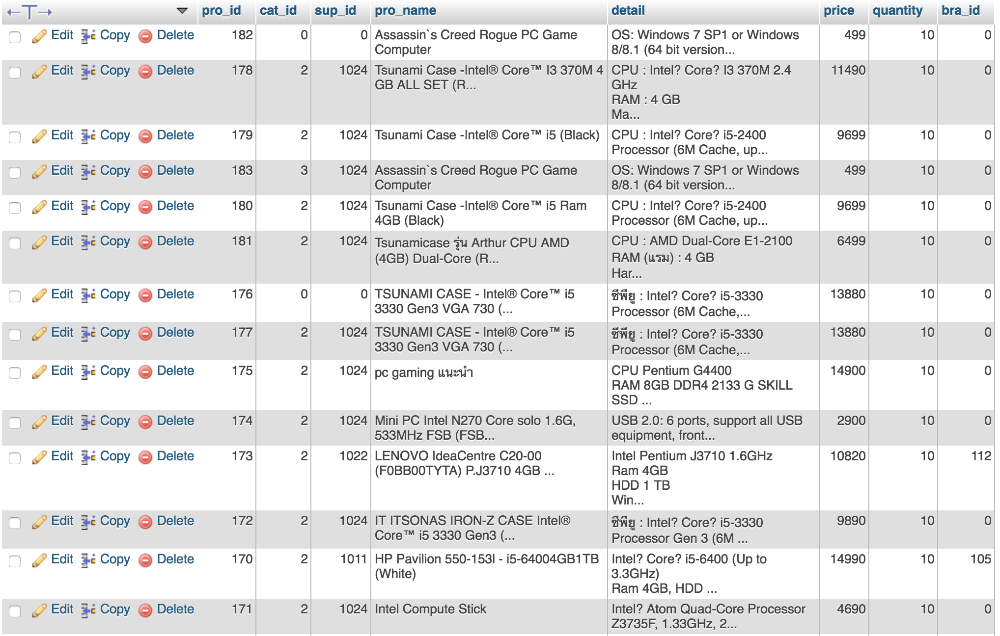 ←T→ pro_id cat_id sup_id pro_name detail price quantity bra_id
Edit Copy Delete 182 0 0 Assassin`s Creed Rogue PC Game OS: Windows 7 SP1 or Windows 499 10 0
Computer 8/8.1 (64 bit version...
Edit Copy Delete 178 2 1024 Tsunami Case -Intel® Core™ I3 370M 4 CPU : Intel? Core? I3 370M 2.4 11490 10 0
GB ALL SET (R... GHz
RAM : 4 GB
Ma...
Edit Copy Delete 179 2 1024 Tsunami Case -Intel® Core™ i5 (Black) CPU : Intel? Core? i5-2400 9699 10 0
Processor (6M Cache, up...
Edit Copy Delete 183 3 1024 Assassin`s Creed Rogue PC Game OS: Windows 7 SP1 or Windows 499 10 0
Computer 8/8.1 (64 bit version...
Edit Copy Delete 180 2 1024 Tsunami Case -Intel® Core™ i5 Ram CPU : Intel? Core? i5-2400 9699 10 0
4GB (Black) Processor (6M Cache, up...
Edit Copy Delete 181 2 1024 Tsunamicase รุ่น Arthur CPU AMD CPU : AMD Dual-Core E1-2100 6499 10 0
(4GB) Dual-Core (R... RAM (แรม) : 4 GB
Har...
Edit Copy Delete 176 0 0 TSUNAMI CASE - Intel® Core™ i5 ซีพียู : Intel? Core? i5-3330 13880 10 0
3330 Gen3 VGA 730 (... Processor (6M Cache,...
Edit Copy Delete 177 2 1024 TSUNAMI CASE - Intel® Core™ i5 ซีพียู : Intel? Core? i5-3330 13880 10 0
3330 Gen3 VGA 730 (... Processor (6M Cache,...
Edit Copy Delete 175 2 1024 pc gaming แนะนำ CPU Pentium G4400 14900 10 0
RAM 8GB DDR4 2133 G SKILL
SSD ...
Edit Copy Delete 174 2 1024 Mini PC Intel N270 Core solo 1.6G, USB 2.0: 6 ports, support all USB 2900 10 0
533MHz FSB (FSB... equipment, front...
Edit Copy Delete 173 2 1022 LENOVO IdeaCentre C20-00 Intel Pentium J3710 1.6GHz 10820 10 112
(F0BB00TYTA) P.J3710 4GB ... Ram 4GB
HDD 1 TB
Win...
Edit Copy Delete 172 2 1024 IT ITSONAS IRON-Z CASE Intel® ซีพียู : Intel? Core? i5-3330 9890 10 0
Core™ i5 3330 Gen3 (... Processor Gen 3 (6M ...
Edit Copy Delete 170 2 1011 HP Pavilion 550-153l - i5-64004GB1TB Intel? Core? i5-6400 (Up to 14990 10 105
(White) 3.3GHz)
Ram 4GB, HDD ...
Edit Copy Delete 171 2 1024 Intel Compute Stick Intel? Atom Quad-Core Processor 4690 10 0
Z3735F, 1.33GHz, 2...